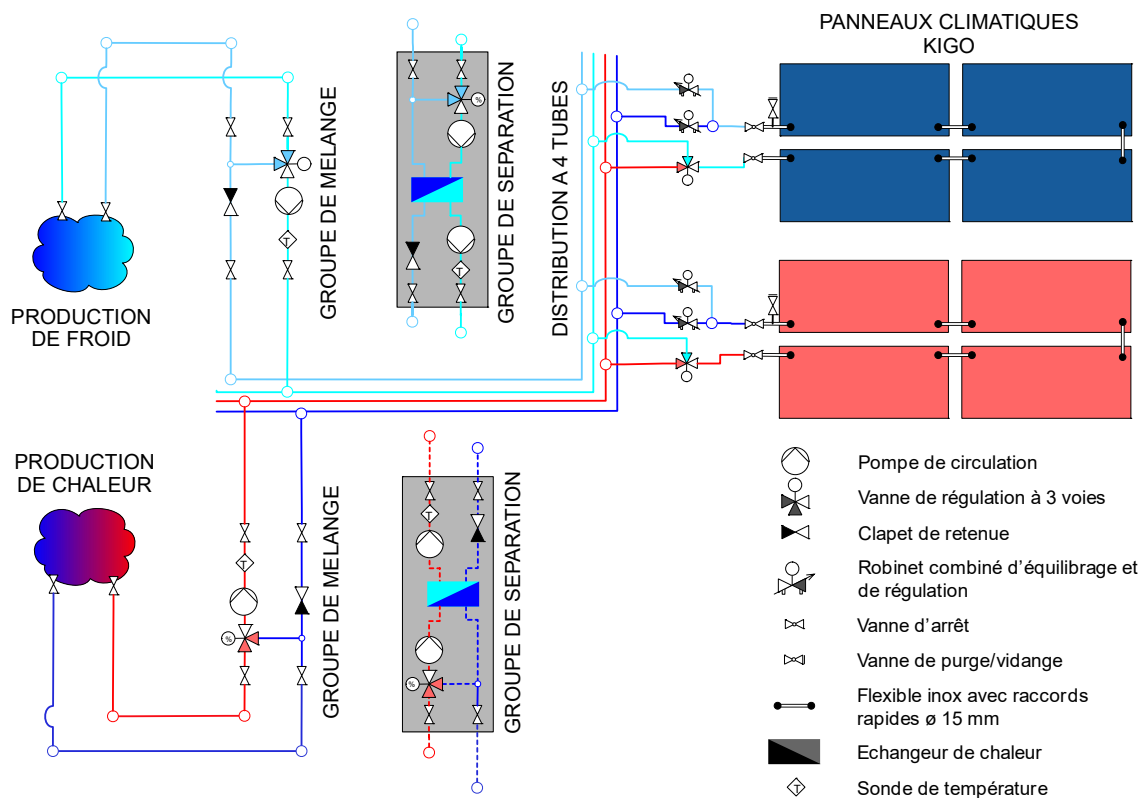 PANNEAUX CLIMATIQUES
KIGO
GROUPE DE MELANGE
GROUPE DE SEPARATION
DISTRIBUTION A 4 TUBES
%
T
T
PRODUCTION
DE FROID
PRODUCTION
DE CHALEUR
GROUPE DE MELANGE
GROUPE DE SEPARATION
T
T
%
%
Pompe de circulation
Vanne de régulation à 3 voies
Clapet de retenue
Robinet combiné d'équilibrage et
de régulation
Vanne d'arrêt
Vanne de purge/vidange
Flexible inox avec raccords
rapides ø 15 mm
Echangeur de chaleur
T
Sonde de température